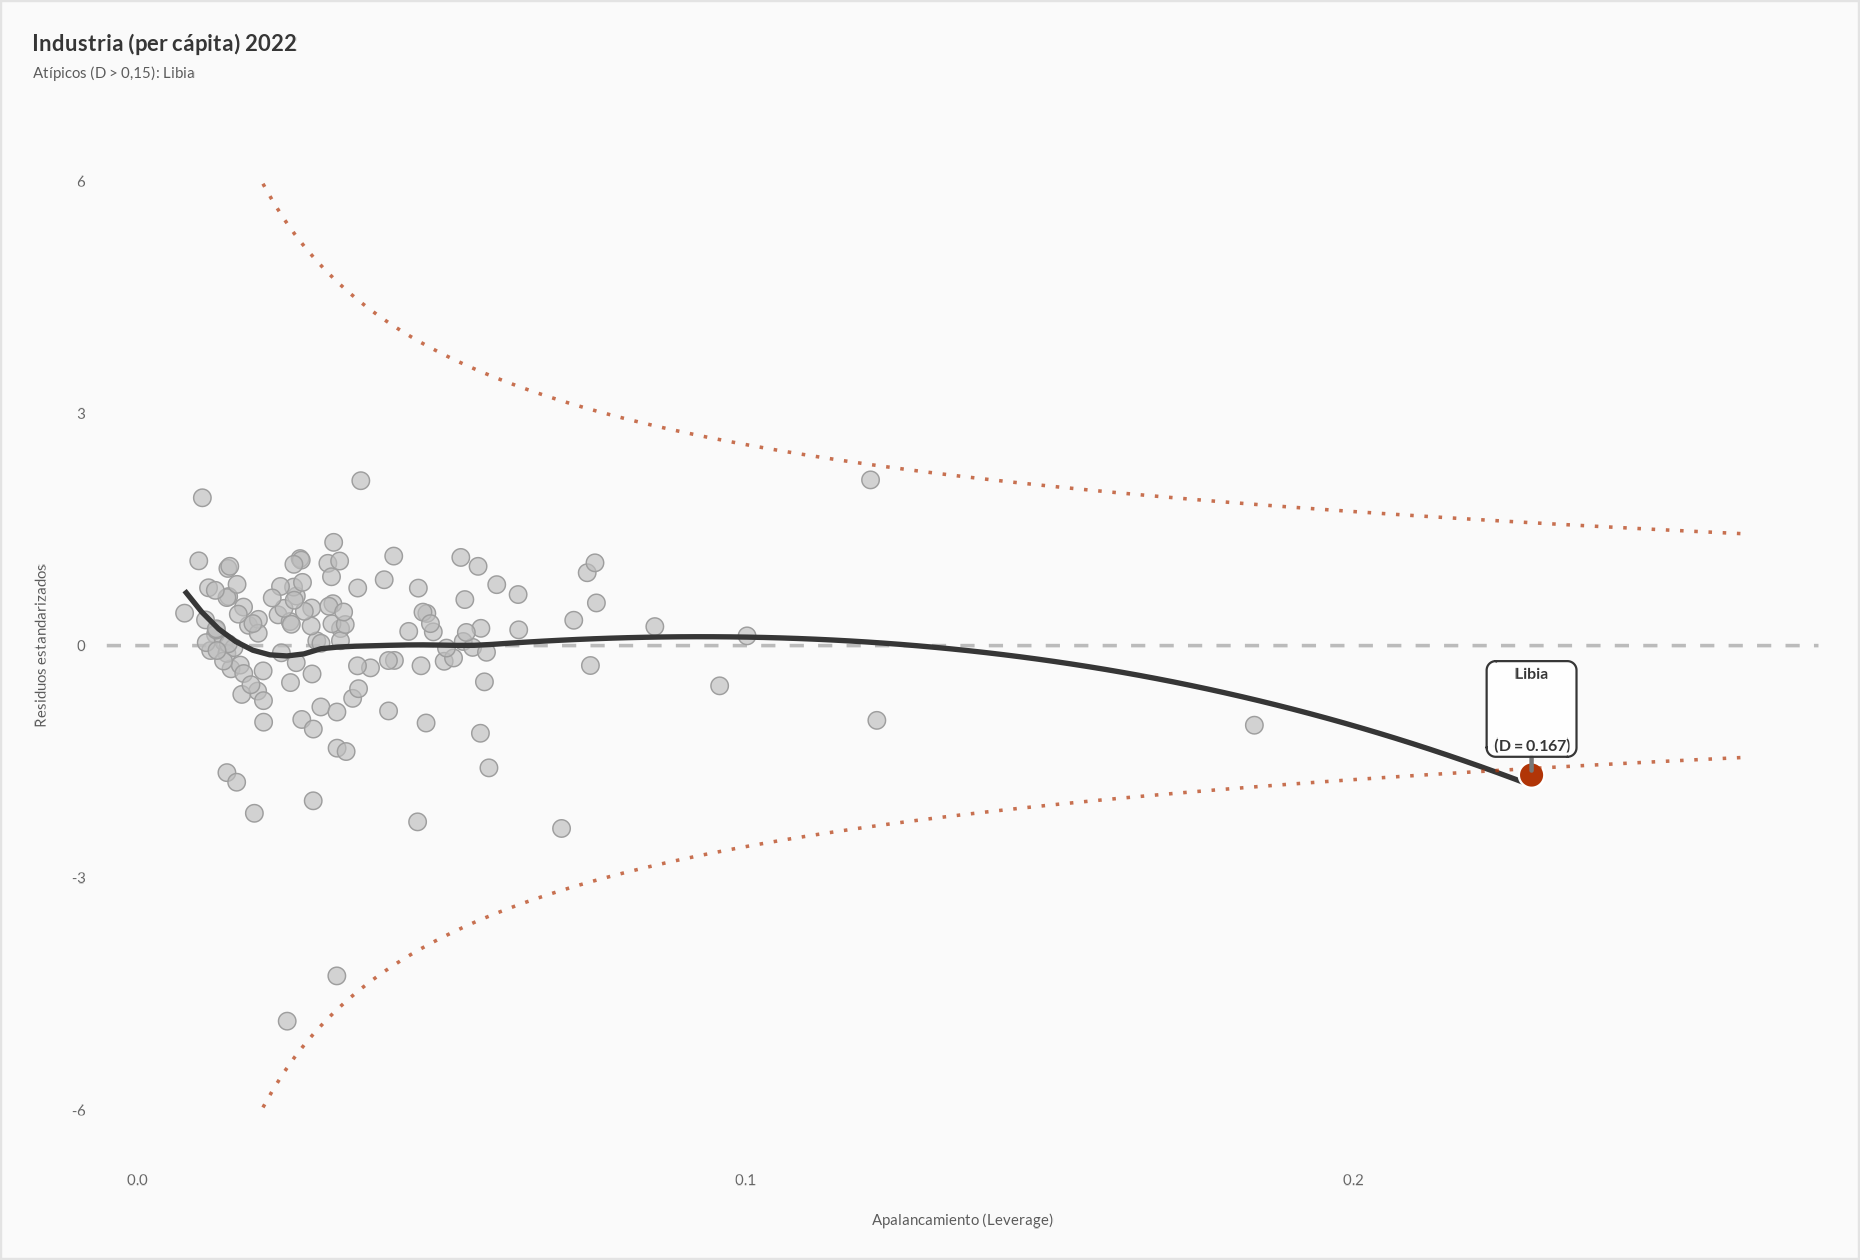 Industria (per cápita) 2022
Atípicos (D > 0,15): Libia
Residuos estandarizados
6
3
0
-3
-6
Libia
(D = 0.167)
0.0
0.1
0.2
Apalancamiento (Leverage)